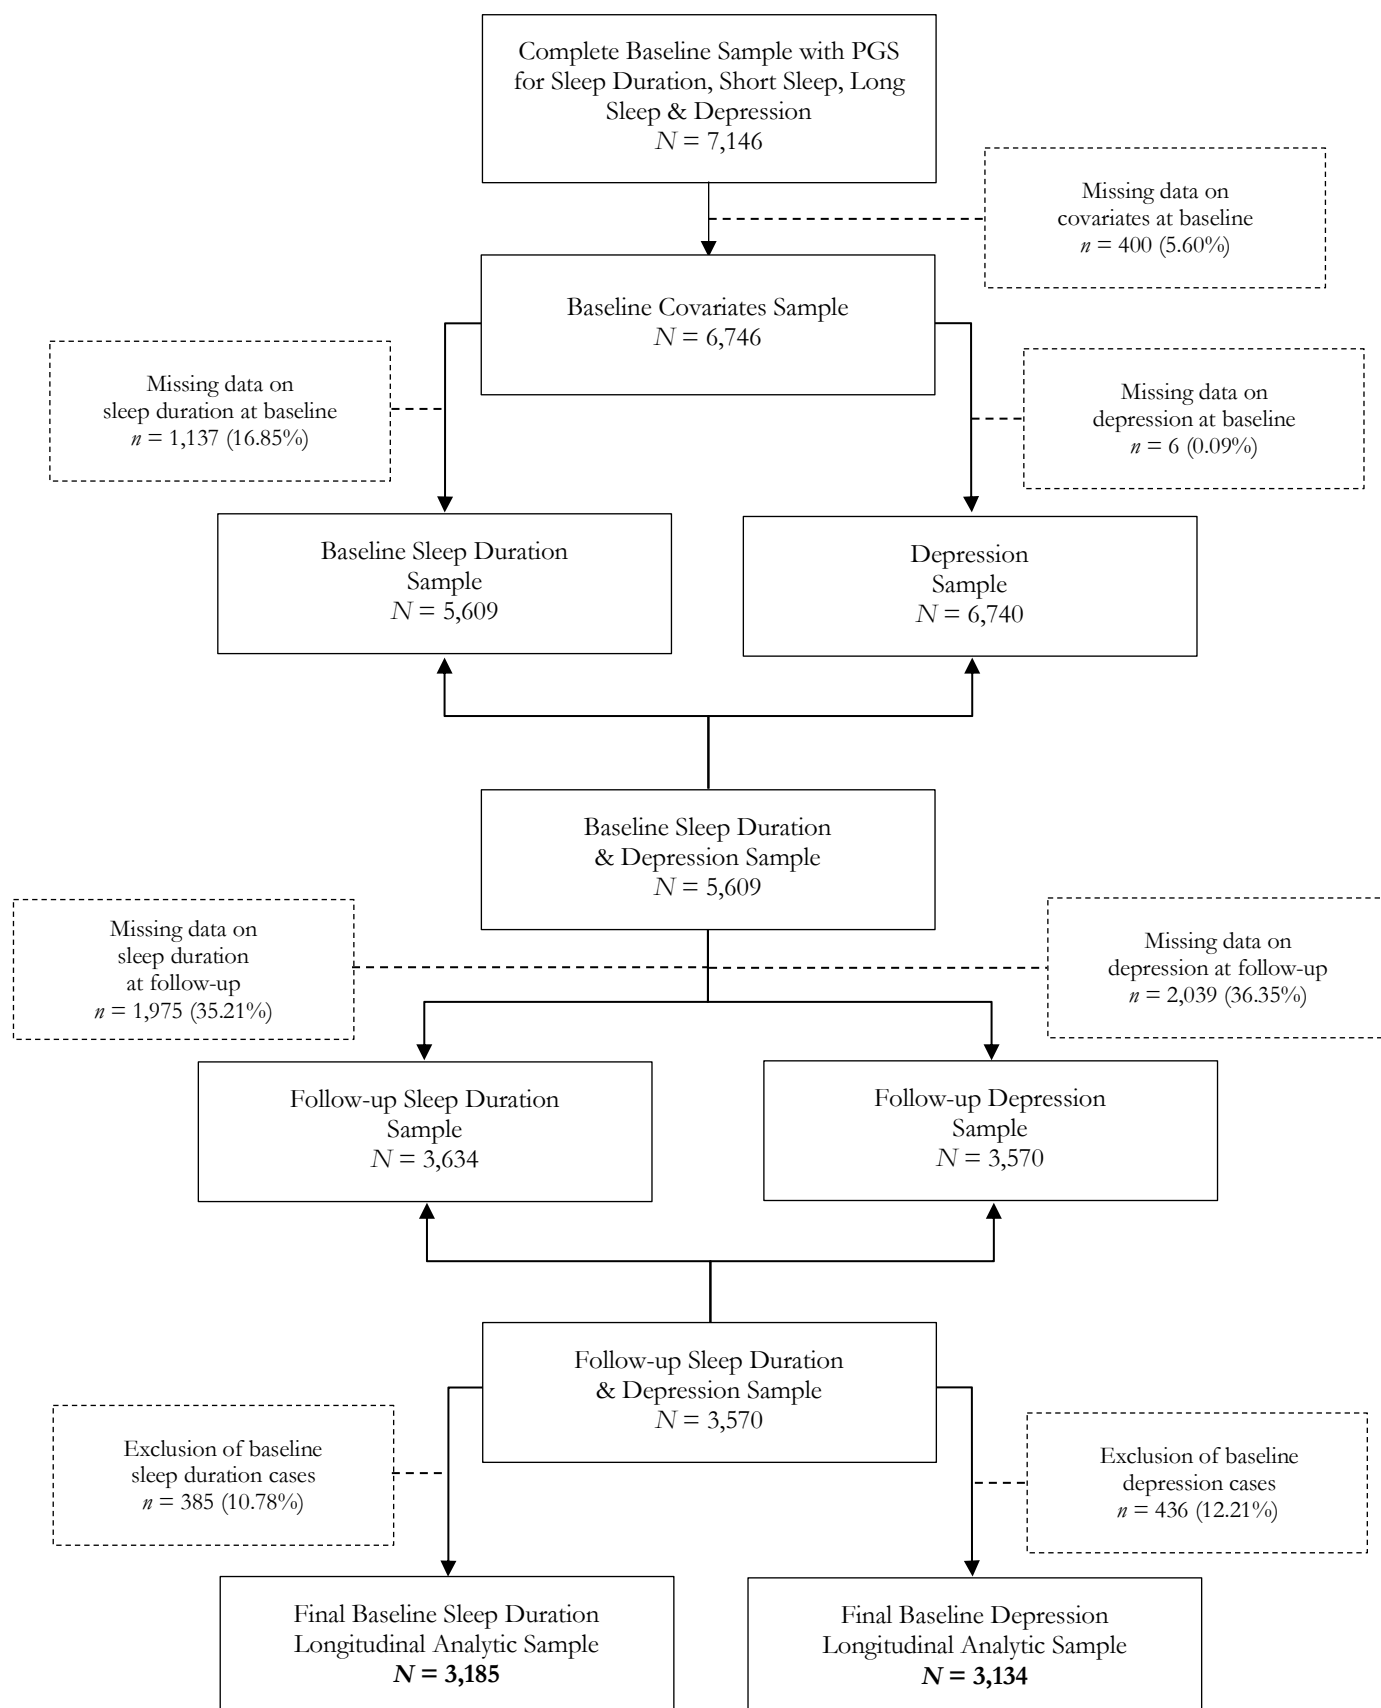 Complete Baseline Sample with PGS
for Sleep Duration, Short Sleep, Long
Sleep & Depression
N = 7,146
Missing data on
covariates at baseline
n = 400 (5.60%)
Baseline Covariates Sample
N = 6,746
Missing data on
sleep duration at baseline
n = 1,137 (16.85%)
Missing data on
depression at baseline
n = 6 (0.09%)
Baseline Sleep Duration
Sample
N = 5,609
Depression
Sample
N = 6,740
Baseline Sleep Duration
& Depression Sample
N = 5,609
Missing data on
sleep duration
at follow-up
n = 1,975 (35.21%)
Missing data on
depression at follow-up
n = 2,039 (36.35%)
Follow-up Sleep Duration
Sample
N = 3,634
Follow-up Depression
Sample
N = 3,570
Follow-up Sleep Duration
& Depression Sample
N = 3,570
Exclusion of baseline
sleep duration cases
n = 385 (10.78%)
Exclusion of baseline
depression cases
n = 436 (12.21%)
Final Baseline Sleep Duration
Longitudinal Analytic Sample
N = 3,185
Final Baseline Depression
Longitudinal Analytic Sample
N = 3,134